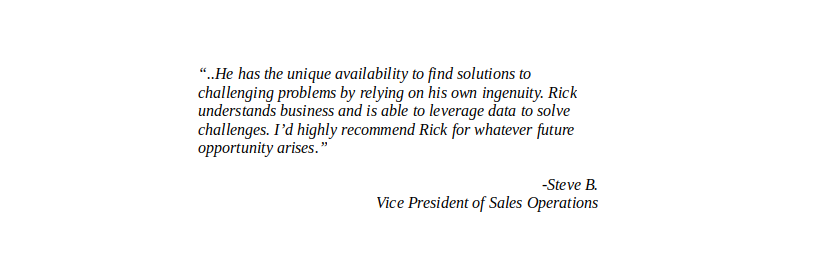 “..He has the unique availability to find solutions to
challenging problems by relying on his own ingenuity. Rick
understands business and is able to leverage data to solve
challenges. I’d highly recommend Rick for whatever future
opportunity arises.”
-Steve B.
Vice President of Sales Operations